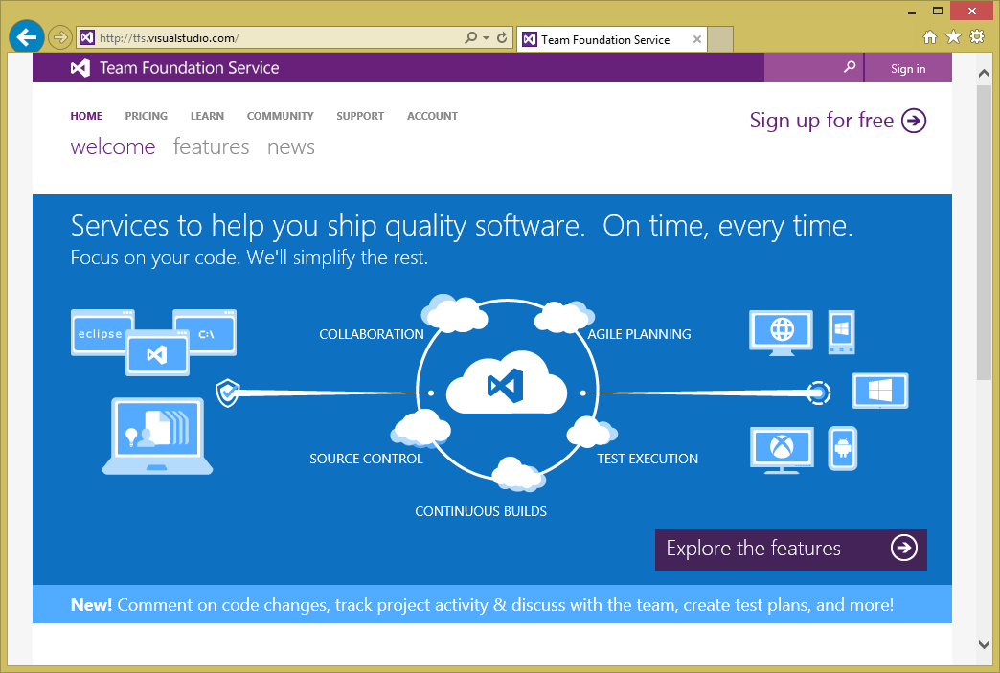 http://tfs.visualstudio.com/
Team Foundation Service
Team Foundation Service
Sign in
HOME PRICING LEARN COMMUNITY SUPPORT ACCOUNT
Sign up for free
welcome features news
Services to help you ship quality software. On time, every time.
Focus on your code. We'll simplify the rest.
eclipse
C:\
COLLABORATION
AGILE PLANNING
SOURCE CONTROL
TEST EXECUTION
CONTINUOUS BUILDS
Explore the features
New! Comment on code changes, track project activity & discuss with the team, create test plans, and more!